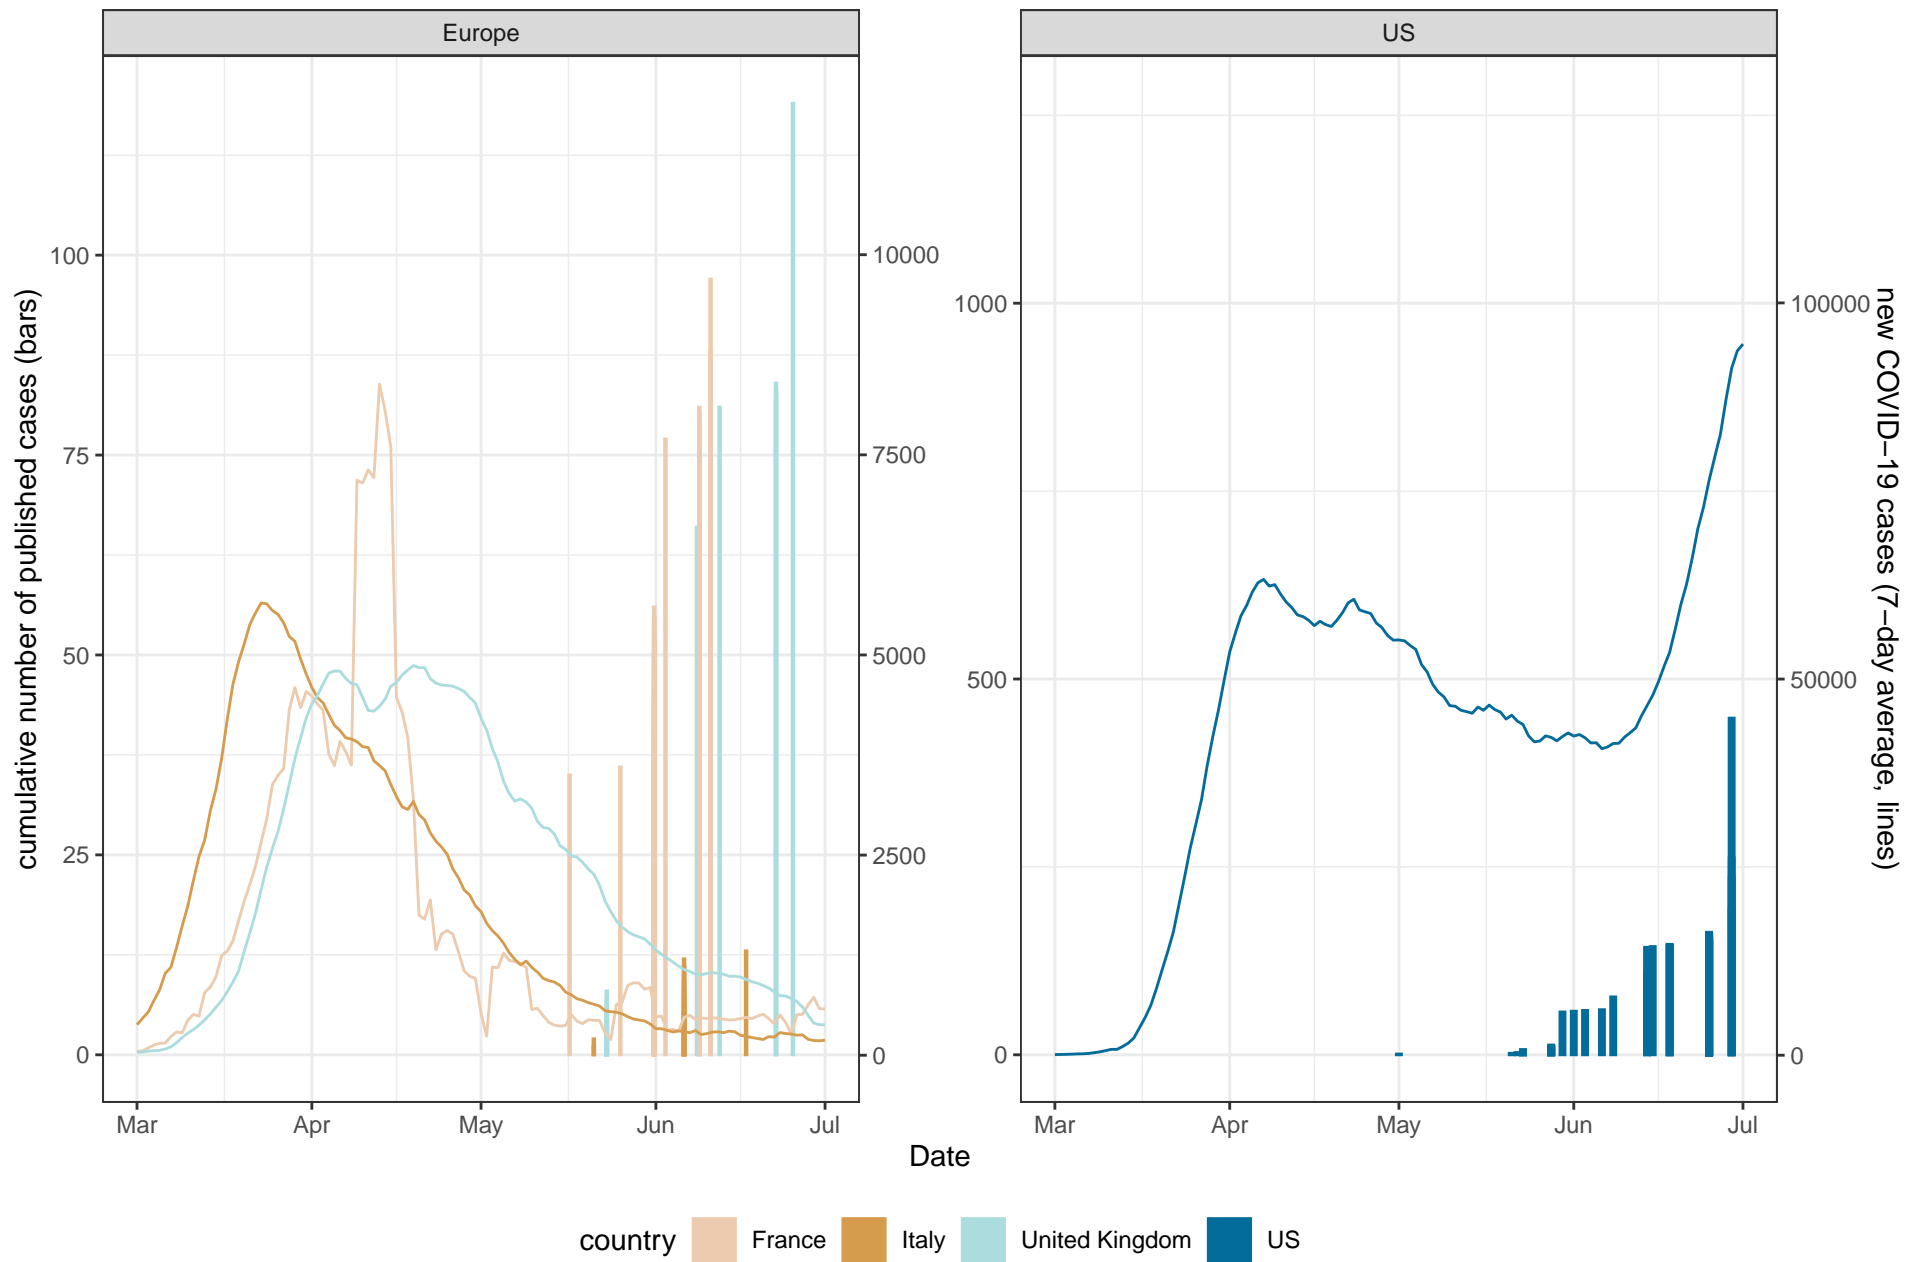 Europe
US
cumulative number of published cases (bars)
100
75
50
25
0
10000
7500
5000
2500
0
1000
500
0
100000
50000
0
new COVID−19 cases (7−day average, lines)
Mar Apr May Jun Jul
Mar Apr May Jun Jul
Date
country France Italy United Kingdom US